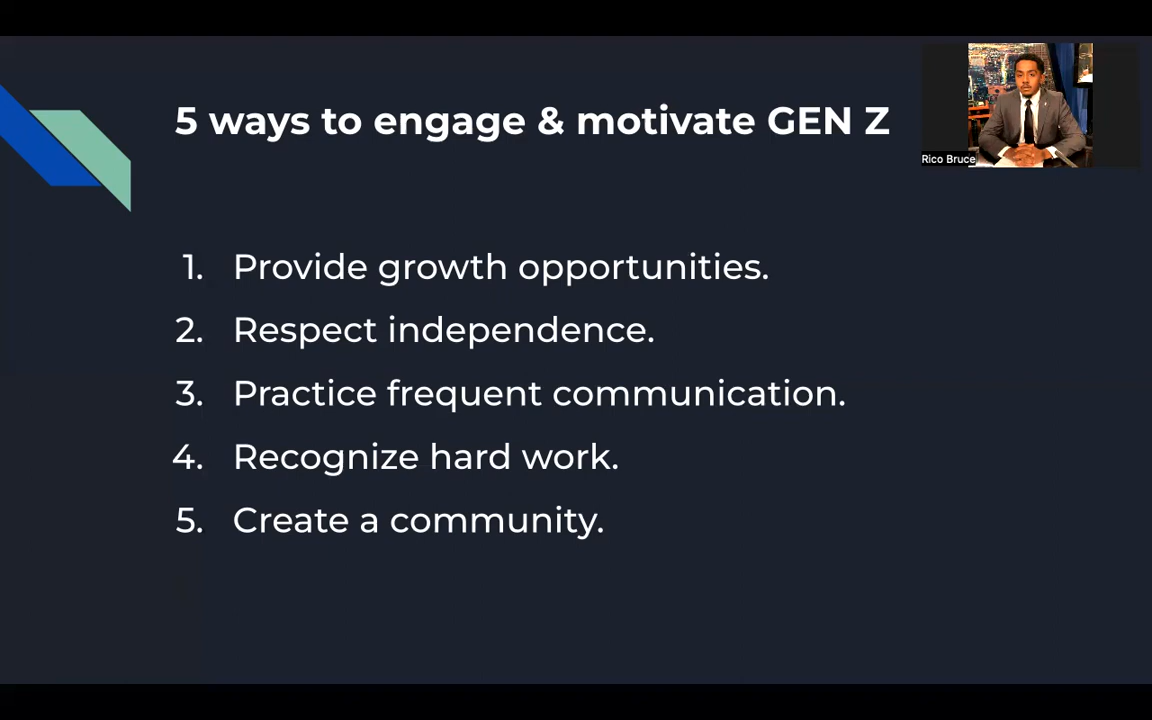 5 ways to engage & motivate GEN Z
Rico Bruce
1. Provide growth opportunities.
2. Respect independence.
3. Practice frequent communication.
4. Recognize hard work.
5. Create a community.